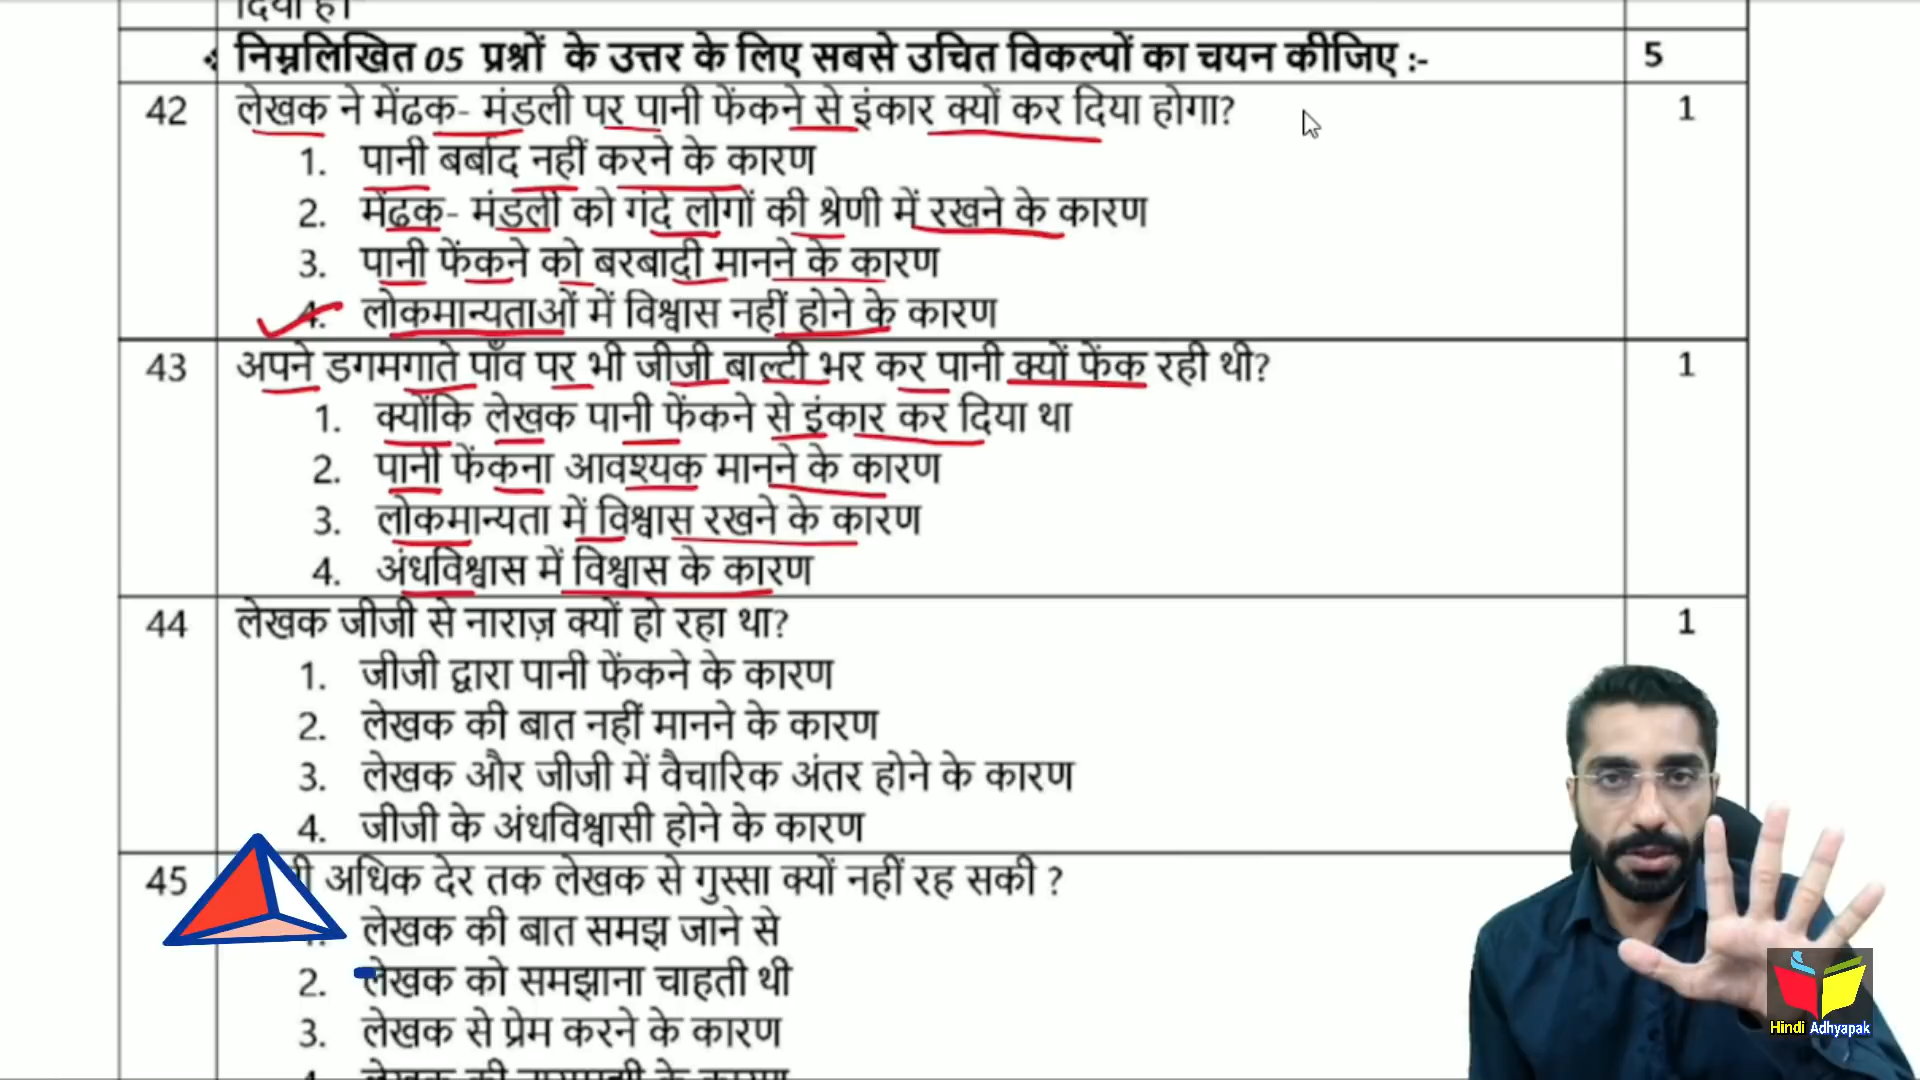 दिया है।
निम्नलिखित 05 प्रश्नों के उत्तर के लिए सबसे उचित विकल्पों का चयन कीजिए :- 5
42 लेखक ने मेंढक- मंडली पर पानी फेंकने से इंकार क्यों कर दिया होगा? 1
1. पानी बर्बाद नहीं करने के कारण
2. मेंढक- मंडली को गंदे लोगों की श्रेणी में रखने के कारण
3. पानी फेंकने को बरबादी मानने के कारण
4. लोकमान्यताओं में विश्वास नहीं होने के कारण
43 अपने डगमगाते पाँव पर भी जीजी बाल्टी भर कर पानी क्यों फेंक रही थी? 1
1. क्योंकि लेखक पानी फेंकने से इंकार कर दिया था
2. पानी फेंकना आवश्यक मानने के कारण
3. लोकमान्यता में विश्वास रखने के कारण
4. अंधविश्वास में विश्वास के कारण
44 लेखक जीजी से नाराज़ क्यों हो रहा था? 1
1. जीजी द्वारा पानी फेंकने के कारण
2. लेखक की बात नहीं मानने के कारण
3. लेखक और जीजी में वैचारिक अंतर होने के कारण
4. जीजी के अंधविश्वासी होने के कारण
45 अधिक देर तक लेखक से गुस्सा क्यों नहीं रह सकी ?
लेखक की बात समझ जाने से
2. लेखक को समझाना चाहती थी
3. लेखक से प्रेम करने के कारण
Hindi Adhyapak